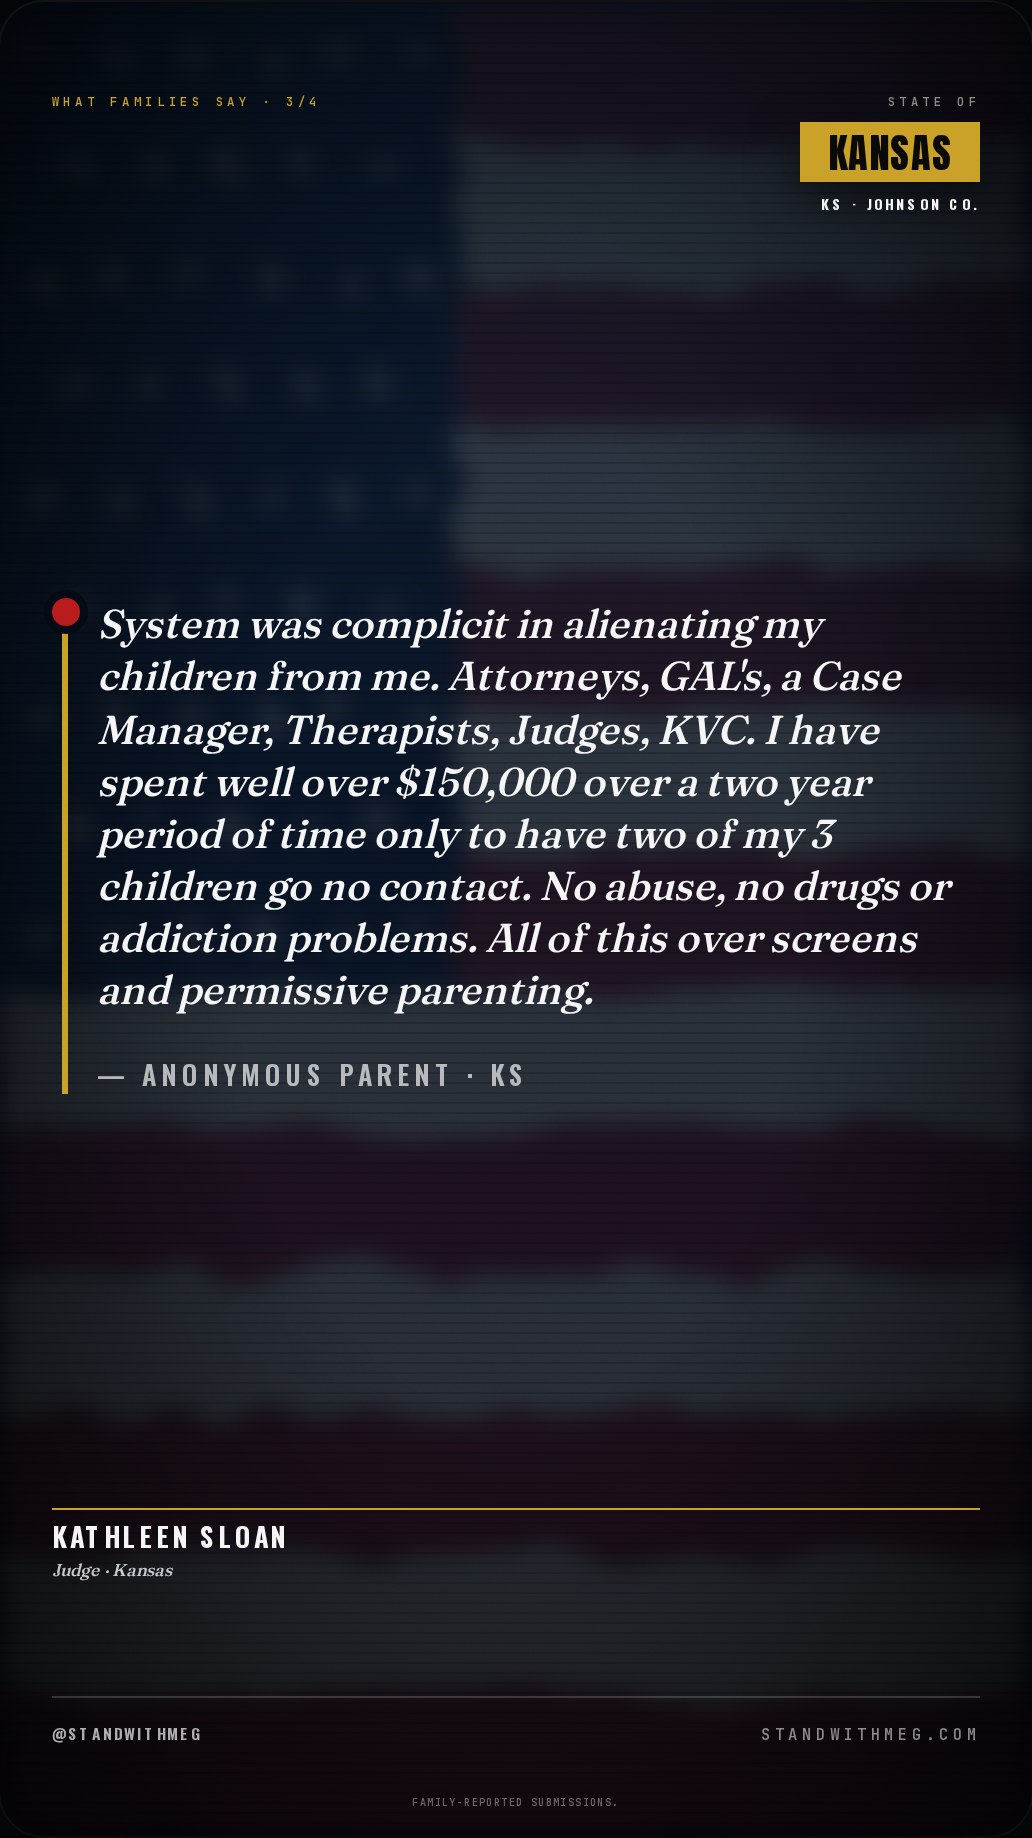 WHAT FAMILIES SAY · 3/4
STATE OF
KANSAS
KS · JOHNSON CO.
System was complicit in alienating my
children from me. Attorneys, GAL's, a Case
Manager, Therapists, Judges, KVC. I have
spent well over $150,000 over a two year
period of time only to have two of my 3
children go no contact. No abuse, no drugs or
addiction problems. All of this over screens
and permissive parenting.
— ANONYMOUS PARENT · KS
KATHLEEN SLOAN
Judge · Kansas
@STANDWITHMEG
STANDWITHMEG.COM
FAMILY-REPORTED SUBMISSIONS.